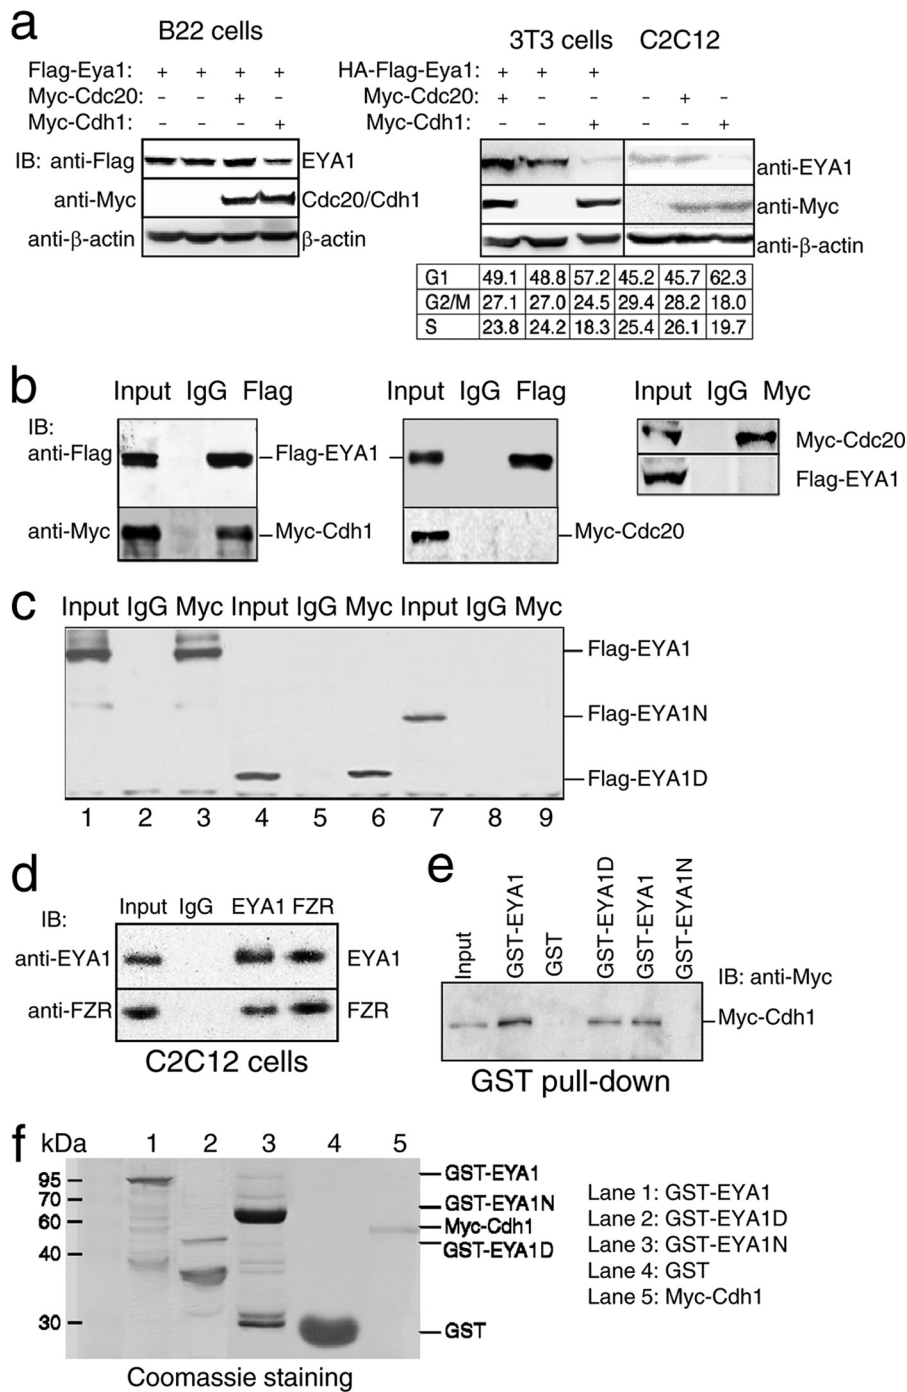 a
B22 cells
Flag-Eya1: + + + +
Myc-Cdc20: - - + -
Myc-Cdh1: - - - +
IB: anti-Flag EYA1
anti-Myc Cdc20/Cdh1
anti-β-actin β-actin
3T3 cells C2C12
HA-Flag-Eya1: + + +
Myc-Cdc20: + - - - + -
Myc-Cdh1: - - + - - +
anti-EYA1
anti-Myc
anti-β-actin
G1 49.1 48.8 57.2 45.2 45.7 62.3
G2/M 27.1 27.0 24.5 29.4 28.2 18.0
S 23.8 24.2 18.3 25.4 26.1 19.7
b
Input IgG Flag Input IgG Flag Input IgG Myc
IB:
anti-Flag Flag-EYA1
anti-Myc Myc-Cdh1 Myc-Cdc20
Myc-Cdc20
Flag-EYA1
c
Input IgG Myc Input IgG Myc Input IgG Myc
Flag-EYA1
Flag-EYA1N
Flag-EYA1D
1 2 3 4 5 6 7 8 9
d
Input IgG EYA1 FZR
IB:
anti-EYA1 EYA1
anti-FZR FZR
C2C12 cells
e
Input GST-EYA1 GST GST-EYA1D GST-EYA1 GST-EYA1N
IB: anti-Myc
Myc-Cdh1
GST pull-down
f
kDa 1 2 3 4 5
95
70
60
40
30
GST-EYA1
GST-EYA1N
Myc-Cdh1
GST-EYA1D
GST
Lane 1: GST-EYA1
Lane 2: GST-EYA1D
Lane 3: GST-EYA1N
Lane 4: GST
Lane 5: Myc-Cdh1
Coomassie staining